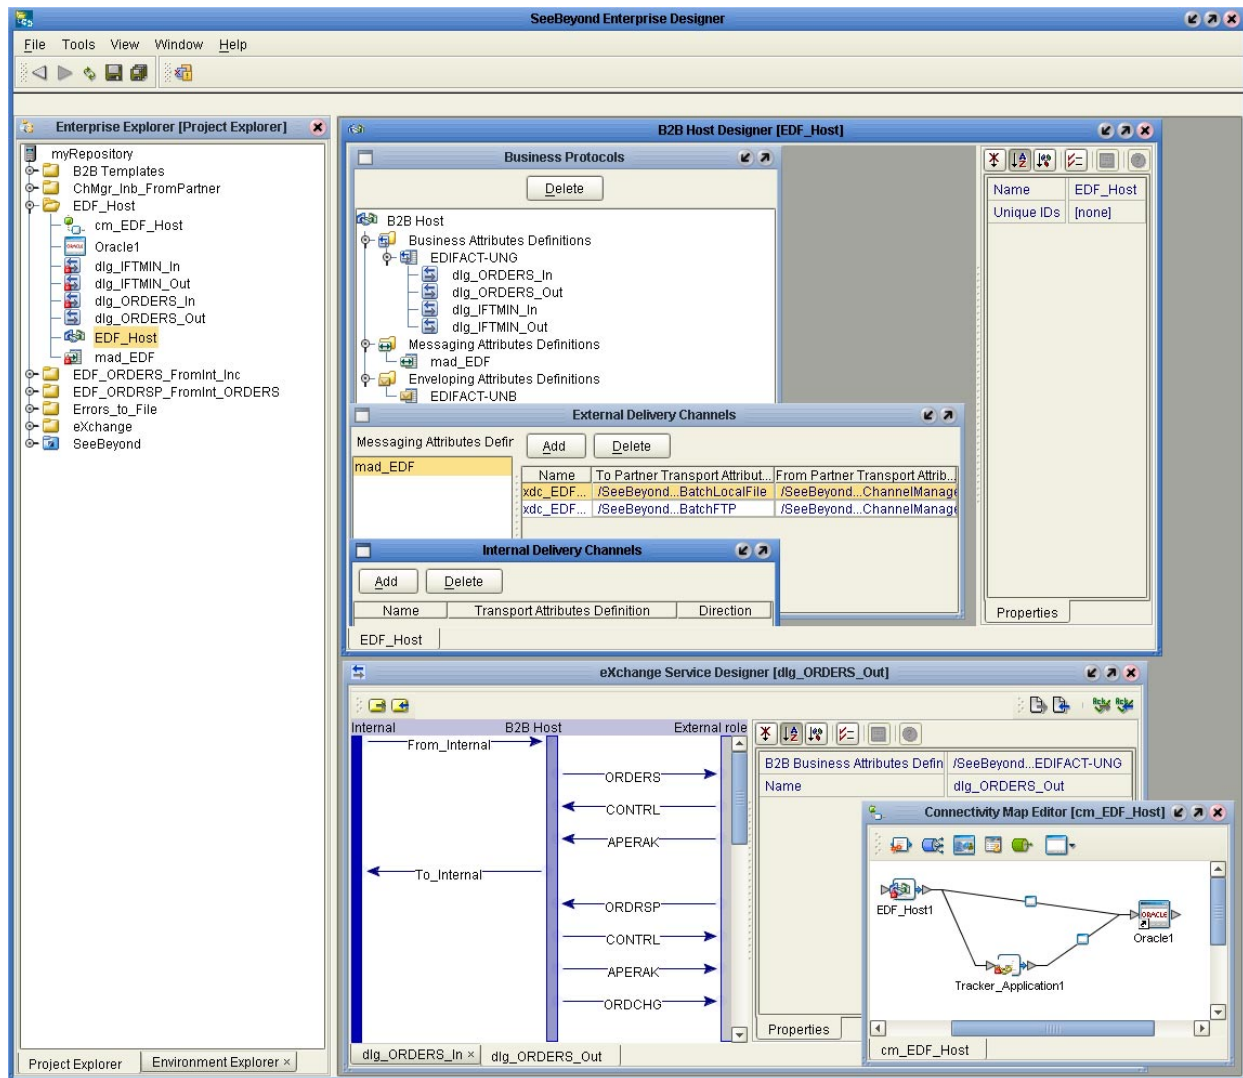 SeeBeyond Enterprise Designer
File Tools View Window Help
Enterprise Explorer [Project Explorer]
myRepository
B2B Templates
ChMgr_Inb_FromPartner
EDF_Host
cm_EDF_Host
Oracle1
dlg_IFTMIN_In
dlg_IFTMIN_Out
dlg_ORDERS_In
dlg_ORDERS_Out
EDF_Host
mad_EDF
EDF_ORDERS_FromInt_Inc
EDF_ORDRSP_FromInt_ORDERS
Errors_to_File
eXchange
SeeBeyond
Project Explorer
Environment Explorer ×
B2B Host Designer [EDF_Host]
Business Protocols
Delete
B2B Host
Business Attributes Definitions
EDIFACT-UNG
dlg_ORDERS_In
dlg_ORDERS_Out
dlg_IFTMIN_In
dlg_IFTMIN_Out
Messaging Attributes Definitions
mad_EDF
Enveloping Attributes Definitions
EDIFACT-UNB
Name EDF_Host
Unique IDs [none]
Properties
External Delivery Channels
Messaging Attributes Defir
Add Delete
mad_EDF
Name To Partner Transport Attribut... From Partner Transport Attrib...
xdc_EDF... /SeeBeyond...BatchLocalFile /SeeBeyond...ChannelManage
xdc_EDF... /SeeBeyond...BatchFTP /SeeBeyond...ChannelManage
Internal Delivery Channels
Add Delete
Name Transport Attributes Definition Direction
EDF_Host
eXchange Service Designer [dlg_ORDERS_Out]
Internal B2B Host External role
From_Internal
ORDERS
CONTRL
APERAK
To_Internal
ORDRSP
CONTRL
APERAK
ORDCHG
dlg_ORDERS_In ×
dlg_ORDERS_Out
B2B Business Attributes Defin /SeeBeyond...EDIFACT-UNG
Name dlg_ORDERS_Out
Properties
Connectivity Map Editor [cm_EDF_Host]
EDF_Host1
ORACLE
Oracle1
Tracker_Application1
cm_EDF_Host